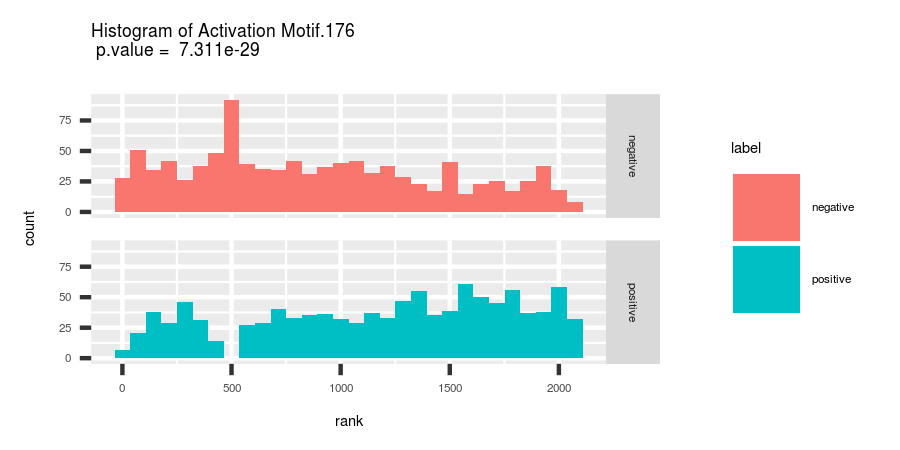 Histogram of Activation Motif.176
p.value =  7.311e-29
count
75
50
25
0
negative
75
50
25
0
positive
0 500 1000 1500 2000
rank
label
negative
positive